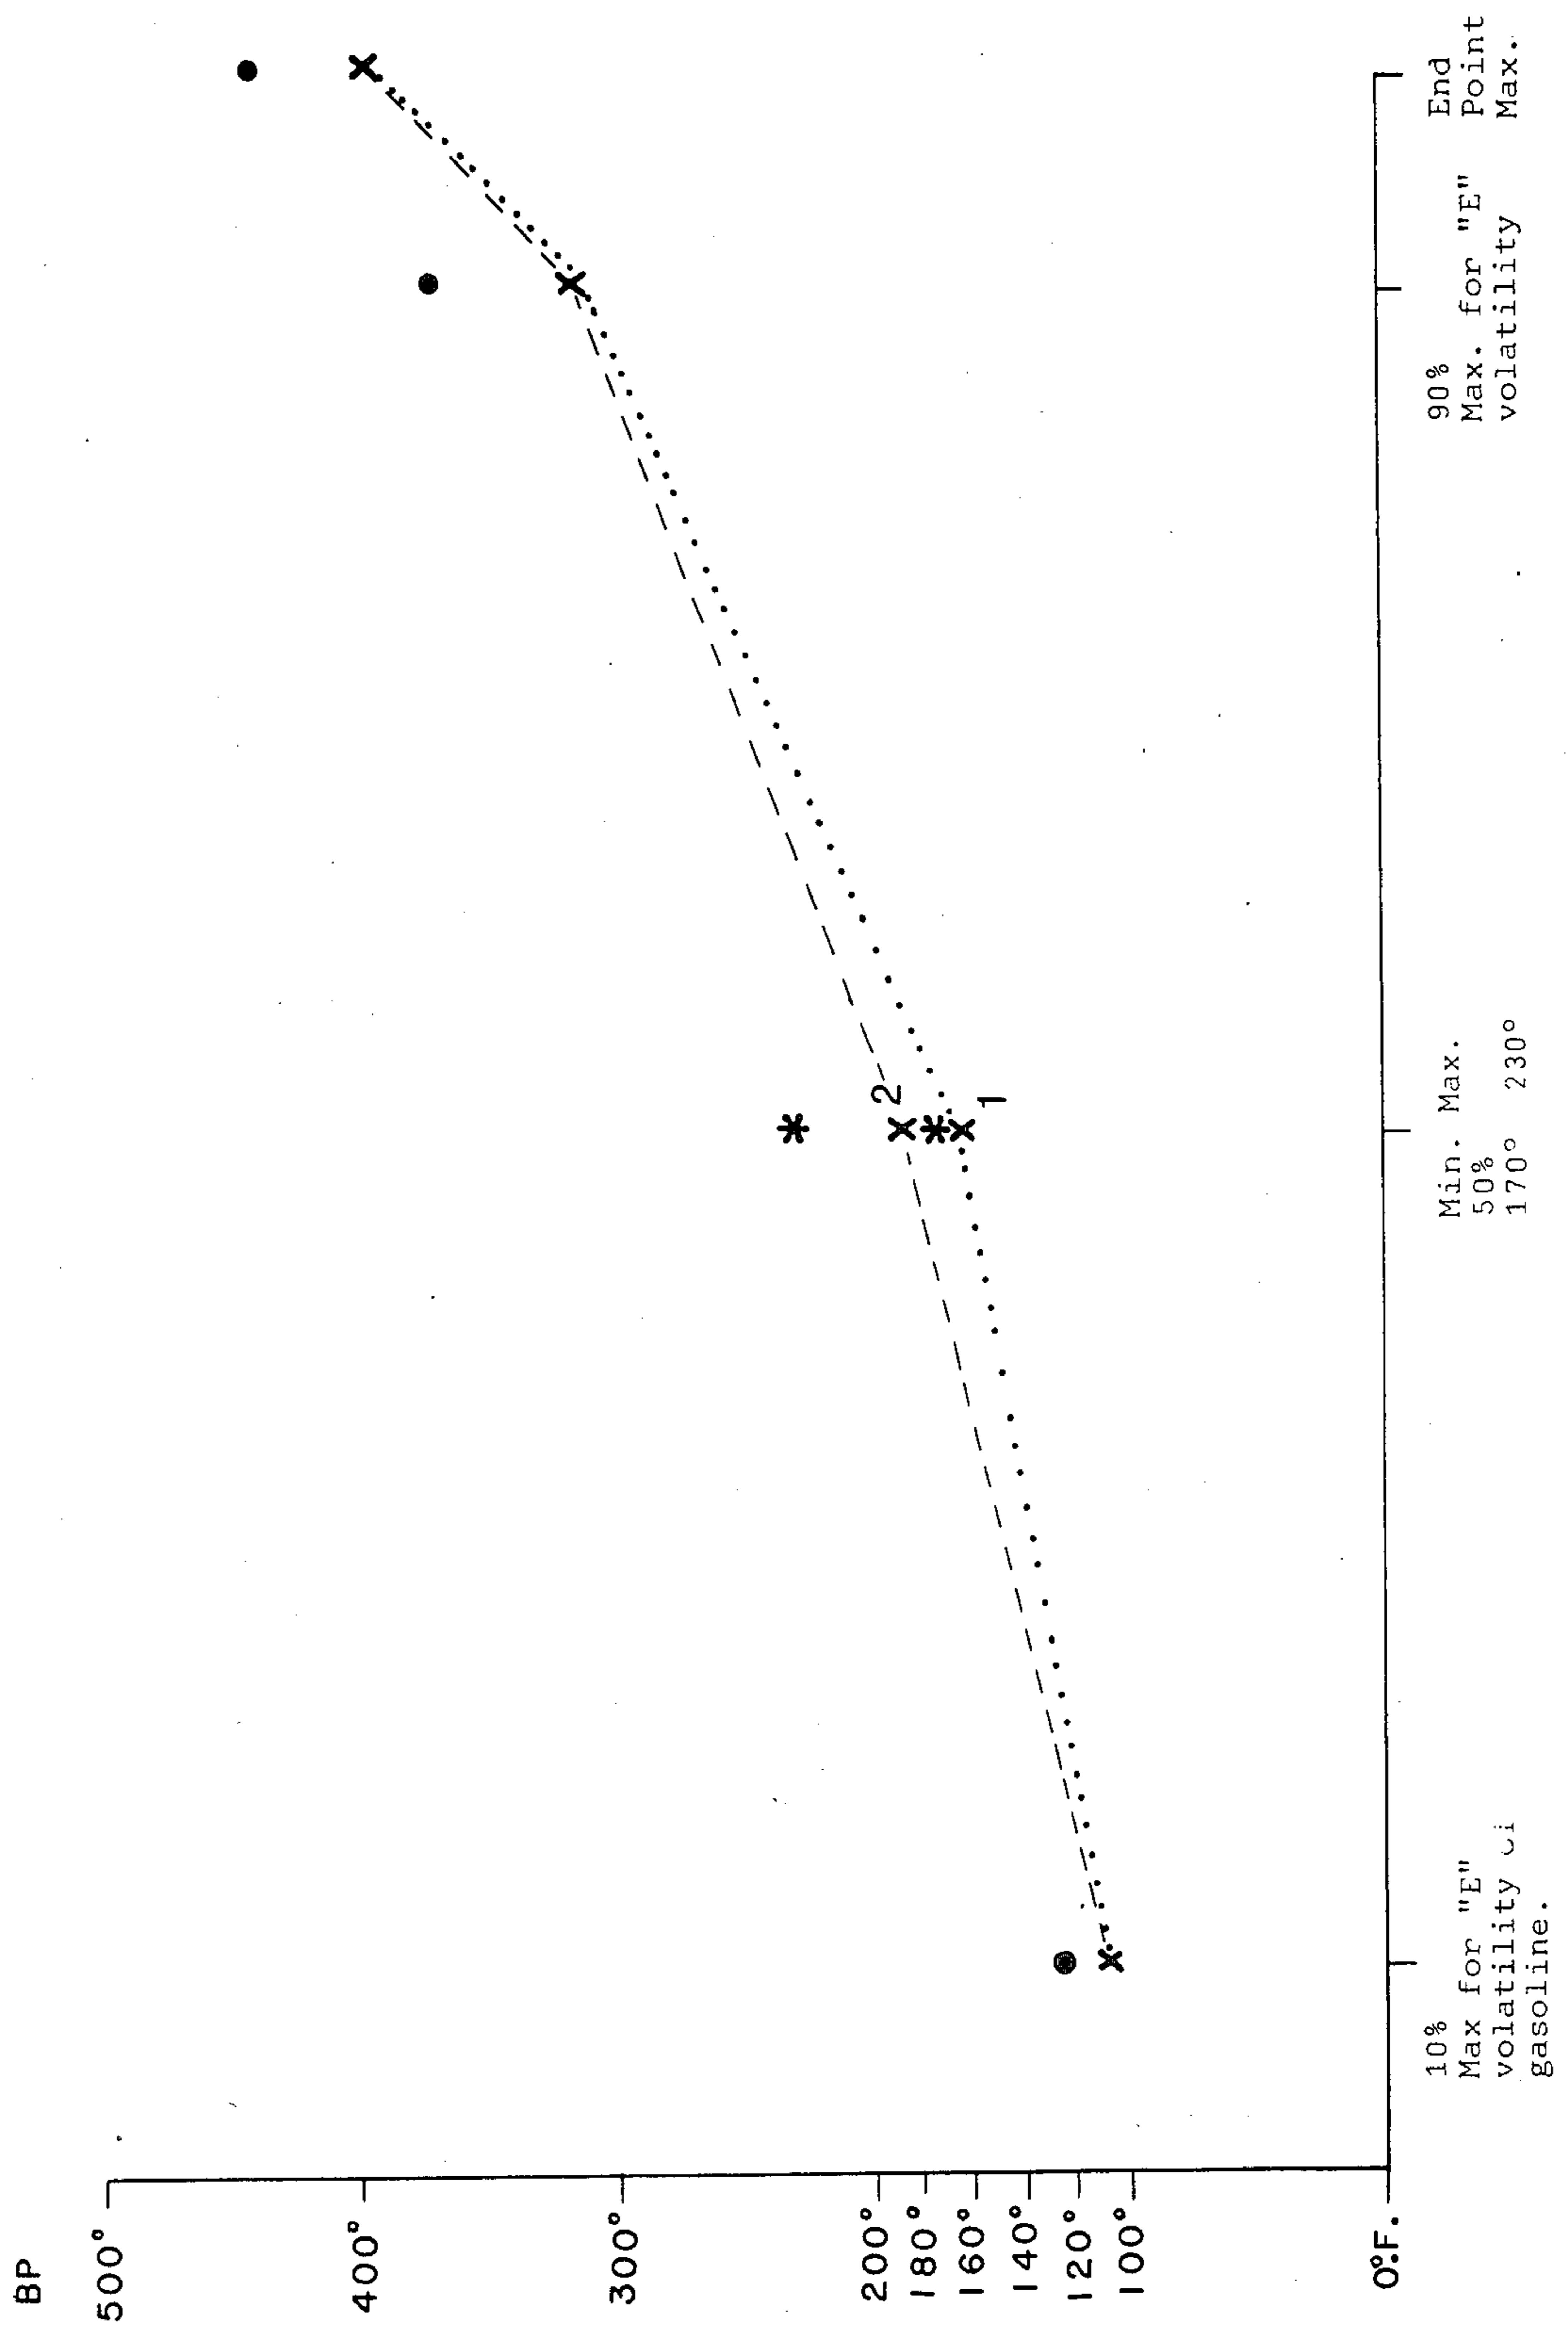 BP
500°
400°
300°
200°
180°
160°
140°
120°
100°
0°F.
2
1
10%
Max for "E"
volatility
gasoline.
Min. Max.
50%
170° 230°
90%
Max. for "E"
volatility
End
Point
Max.